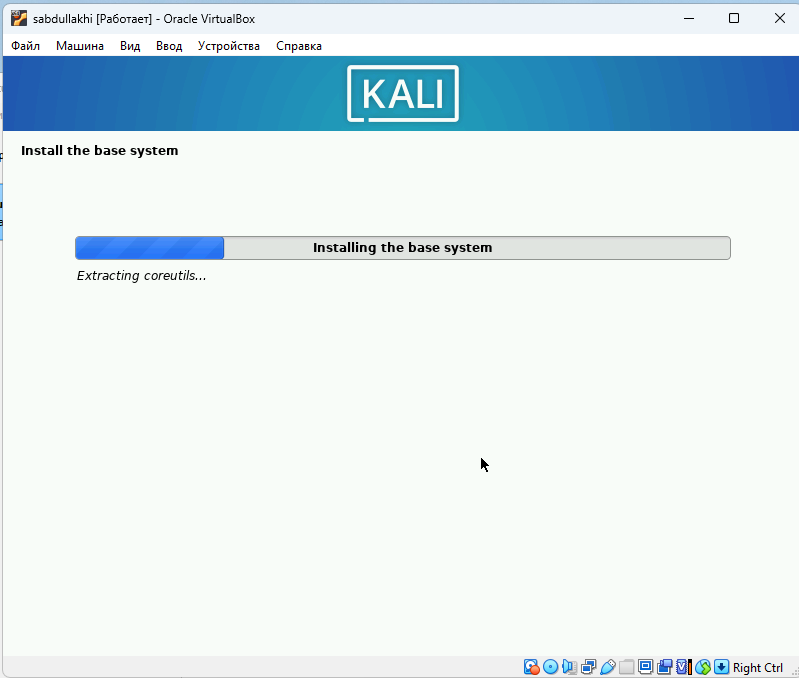 sabdullakhi [Работает] - Oracle VirtualBox
Файл Машина Вид Ввод Устройства Справка
KALI
Install the base system
Installing the base system
Extracting coreutils...
Right Ctrl